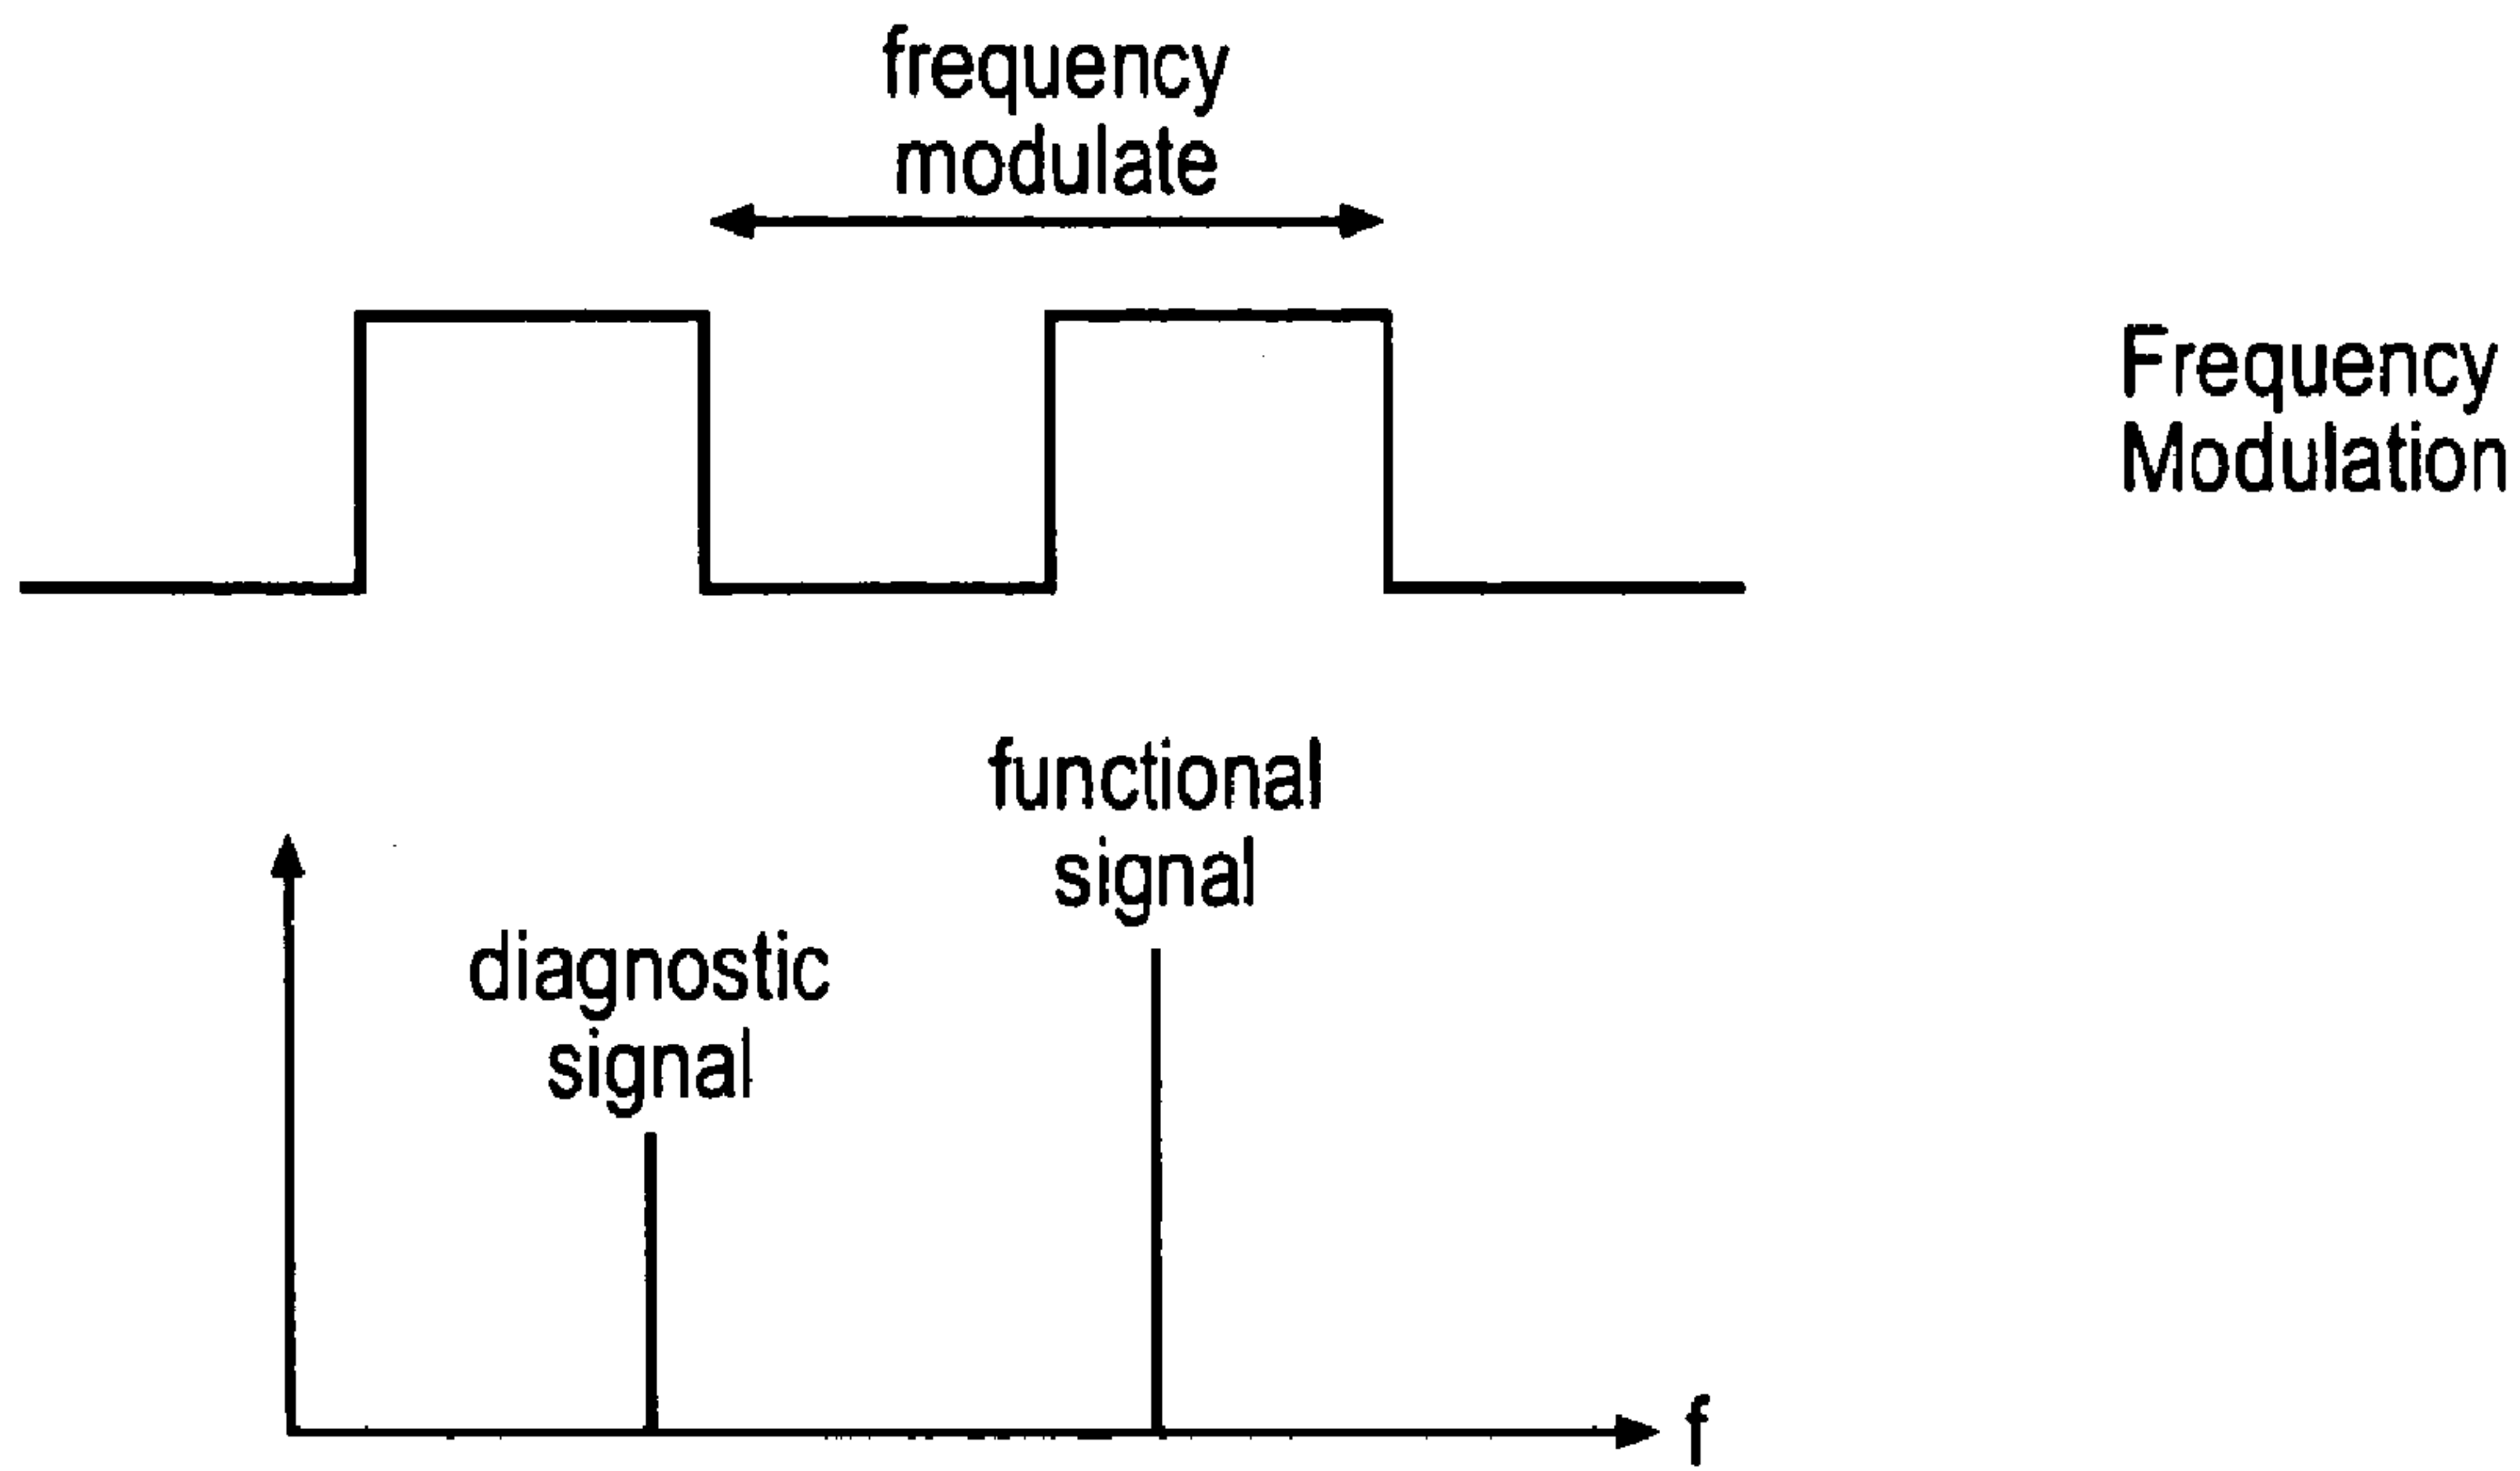 frequency
modulate
Frequency
Modulation
functional
signal
diagnostic
signal
f